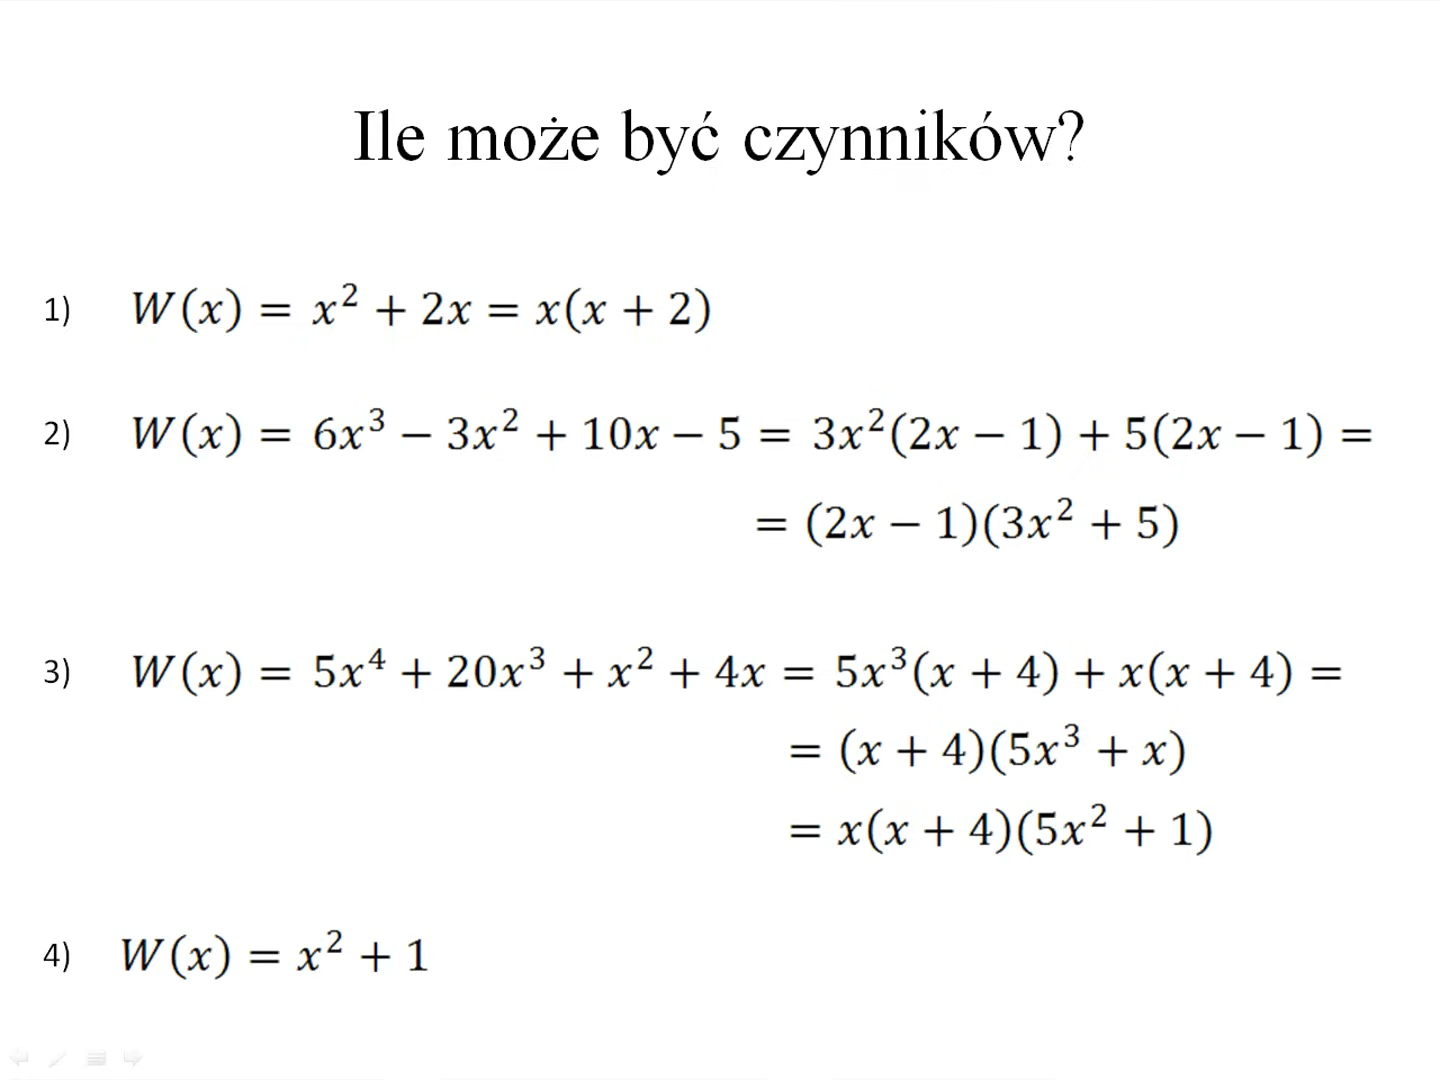 Ile może być czynników?
1) W(x) = x² + 2x = x(x + 2)
2) W(x) = 6x³ − 3x² + 10x − 5 = 3x²(2x − 1) + 5(2x − 1) =
= (2x − 1)(3x² + 5)
3) W(x) = 5x⁴ + 20x³ + x² + 4x = 5x³(x + 4) + x(x + 4) =
= (x + 4)(5x³ + x)
= x(x + 4)(5x² + 1)
4) W(x) = x² + 1